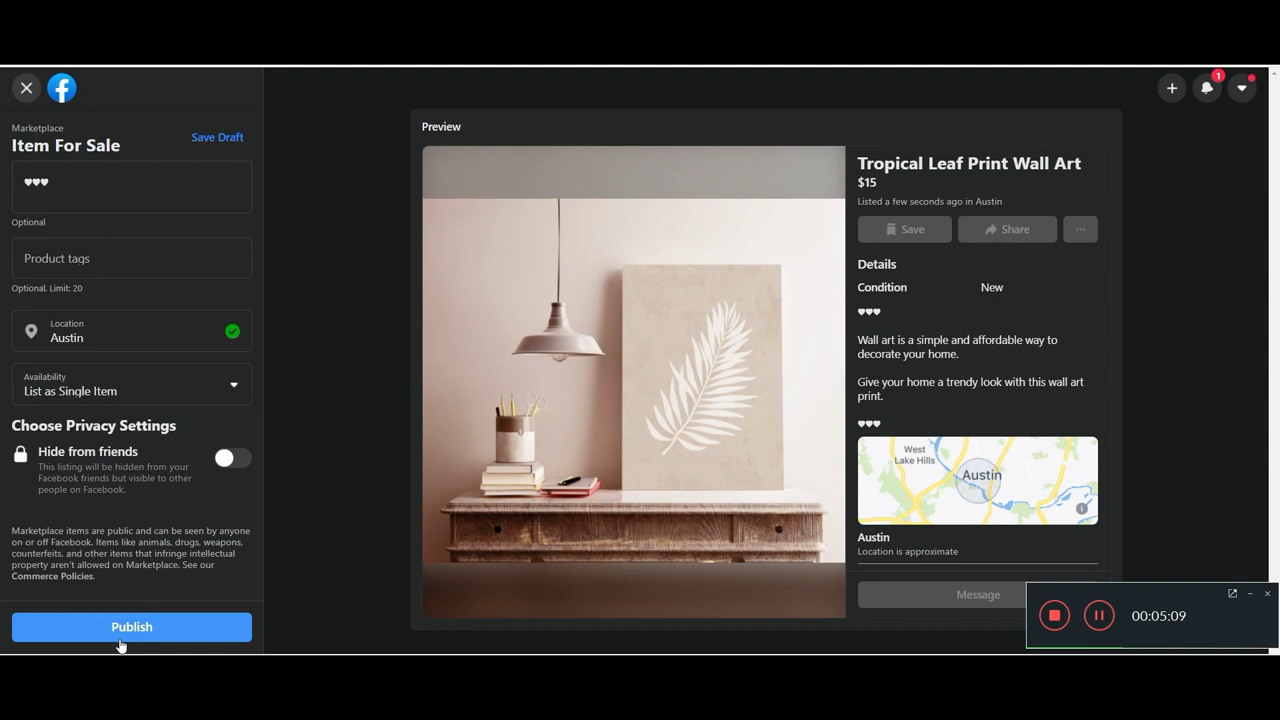 Marketplace
Item For Sale
Save Draft
♥♥♥
Optional
Product tags
Optional. Limit: 20
Location
Austin
Availability
List as Single Item
Choose Privacy Settings
Hide from friends
This listing will be hidden from your
Facebook friends but visible to other
people on Facebook.
Marketplace items are public and can be seen by anyone
on or off Facebook. Items like animals, drugs, weapons,
counterfeits, and other items that infringe intellectual
property aren't allowed on Marketplace. See our
Commerce Policies.
Publish
1
Preview
Tropical Leaf Print Wall Art
$15
Listed a few seconds ago in Austin
Save
Share
...
Details
Condition New
♥♥♥
Wall art is a simple and affordable way to
decorate your home.
Give your home a trendy look with this wall art
print.
♥♥♥
West
Lake Hills
Austin
Austin
Location is approximate
Message
00:05:09